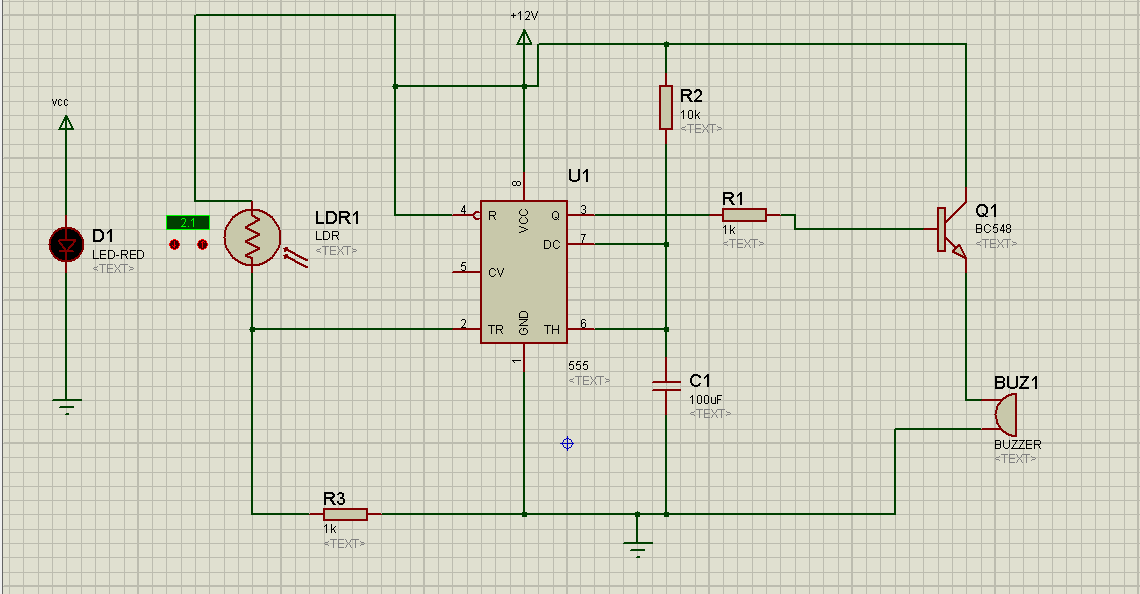 +12V
VCC
R2
10k
<TEXT>
U1
8
VCC
4
R
Q
3
R1
1k
<TEXT>
Q1
BC548
<TEXT>
2.1
LDR1
LDR
<TEXT>
D1
LED-RED
<TEXT>
DC
7
5
CV
2
TR
GND
TH
6
1
555
<TEXT>
C1
100uF
<TEXT>
BUZ1
BUZZER
<TEXT>
R3
1k
<TEXT>